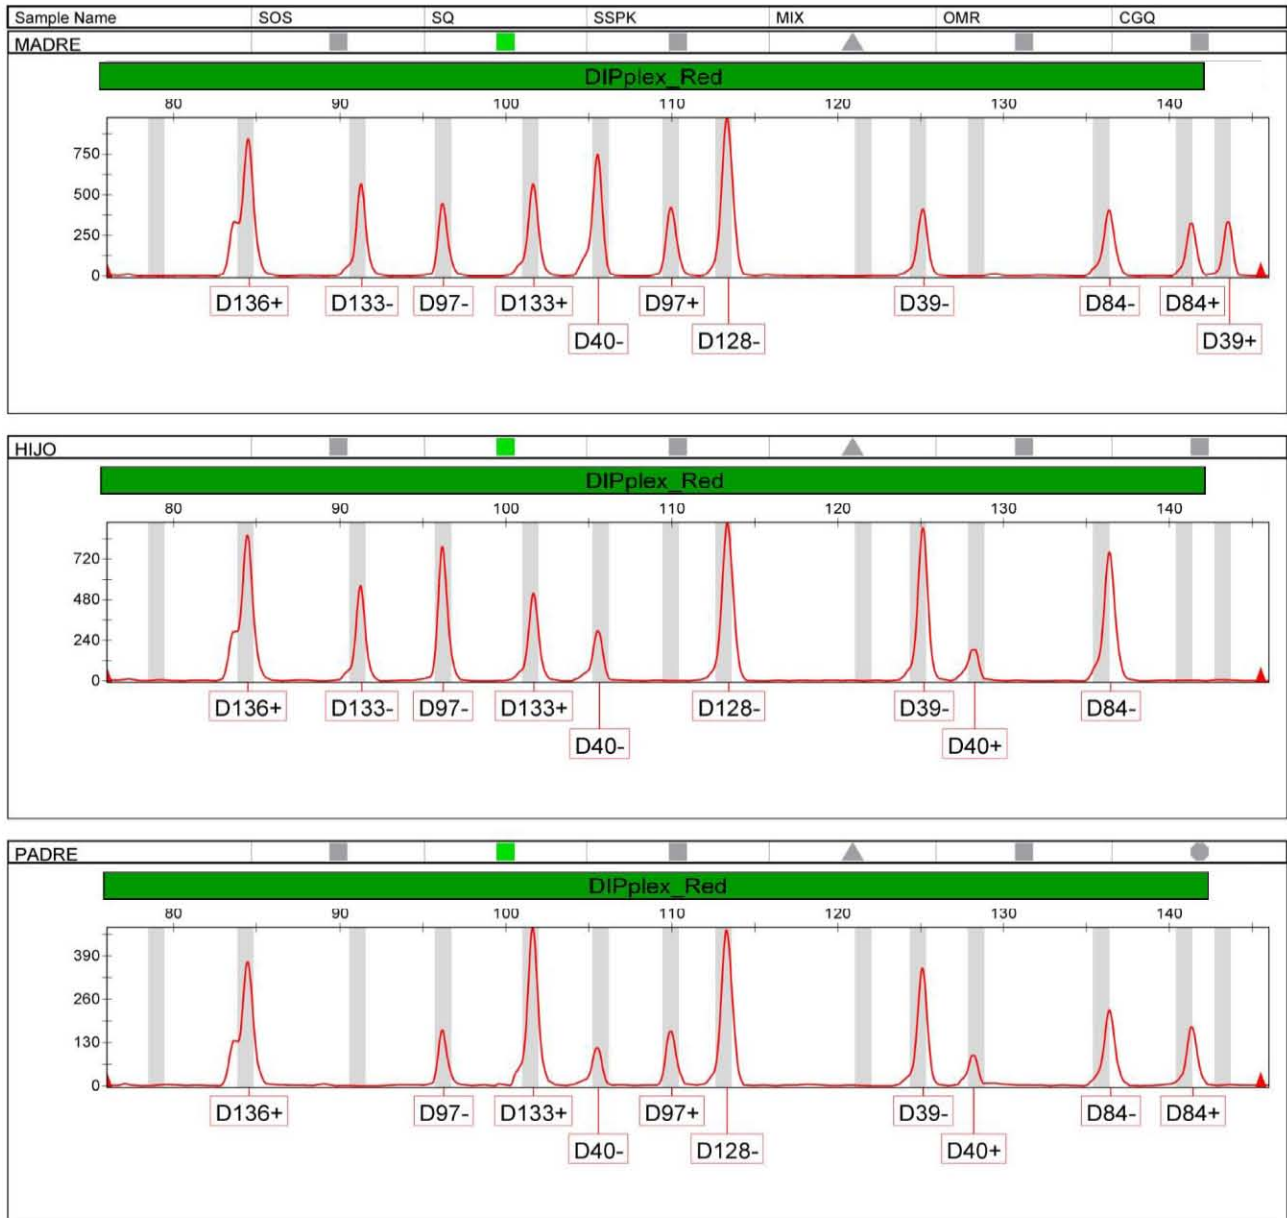 Sample Name SOS SQ SSPK MIX OMR CGQ
MADRE
DIPplex_Red
80 90 100 110 120 130 140
750
500
250
0
D136+ D133- D97- D133+ D97+ D39- D84- D84+
D40- D128- D39+
HIJO
DIPplex_Red
80 90 100 110 120 130 140
720
480
240
0
D136+ D133- D97- D133+ D128- D39- D84-
D40- D40+
PADRE
DIPplex_Red
80 90 100 110 120 130 140
390
260
130
0
D136+ D97- D133+ D97+ D39- D84- D84+
D40- D128- D40+